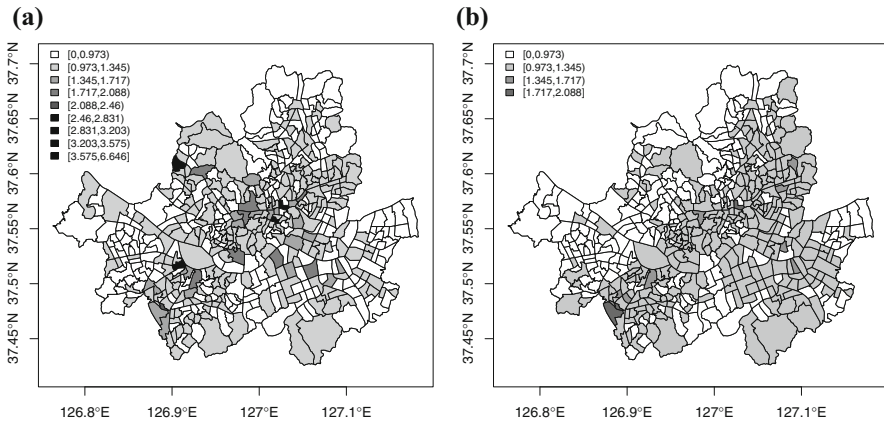 (a)
37.7°N
37.65°N
37.6°N
37.55°N
37.5°N
37.45°N
[0,0.973)
[0.973,1.345)
[1.345,1.717)
[1.717,2.088)
[2.088,2.46)
[2.46,2.831)
[2.831,3.203)
[3.203,3.575)
[3.575,6.646]
126.8°E
126.9°E
127°E
127.1°E
(b)
37.7°N
37.65°N
37.6°N
37.55°N
37.5°N
37.45°N
[0,0.973)
[0.973,1.345)
[1.345,1.717)
[1.717,2.088]
126.8°E
126.9°E
127°E
127.1°E